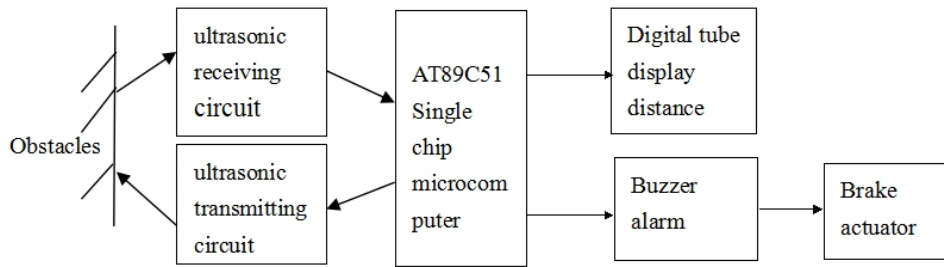 Obstacles
ultrasonic
receiving
circuit
ultrasonic
transmitting
circuit
AT89C51
Single
chip
microcom
puter
Digital tube
display
distance
Buzzer
alarm
Brake
actuator